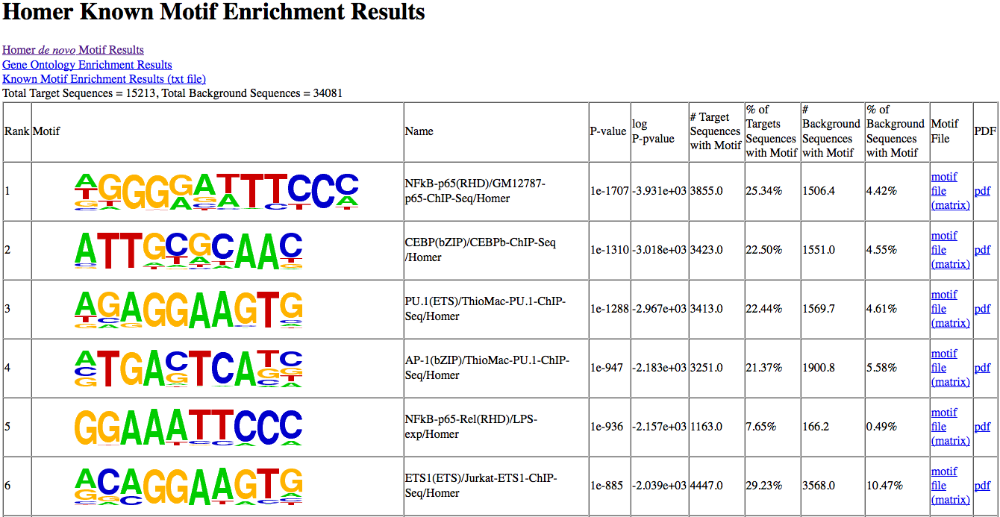 Homer Known Motif Enrichment Results
Homer de novo Motif Results
Gene Ontology Enrichment Results
Known Motif Enrichment Results (txt file)
Total Target Sequences = 15213, Total Background Sequences = 34081
Rank Motif Name P-value log P-pvalue # Target Sequences with Motif % of Targets Sequences with Motif # Background Sequences with Motif % of Background Sequences with Motif Motif File PDF
1 NFkB-p65(RHD)/GM12787-p65-ChIP-Seq/Homer 1e-1707 -3.931e+03 3855.0 25.34% 1506.4 4.42% motif file (matrix) pdf
2 ATTGCGCAAC CEBP(bZIP)/CEBPb-ChIP-Seq/Homer 1e-1310 -3.018e+03 3423.0 22.50% 1551.0 4.55% motif file (matrix) pdf
3 AGAGGAAGTG PU.1(ETS)/ThioMac-PU.1-ChIP-Seq/Homer 1e-1288 -2.967e+03 3413.0 22.44% 1569.7 4.61% motif file (matrix) pdf
4 ATGACTCATC AP-1(bZIP)/ThioMac-PU.1-ChIP-Seq/Homer 1e-947 -2.183e+03 3251.0 21.37% 1900.8 5.58% motif file (matrix) pdf
5 GGAAATTCCC NFkB-p65-Rel(RHD)/LPS-exp/Homer 1e-936 -2.157e+03 1163.0 7.65% 166.2 0.49% motif file (matrix) pdf
6 ACAGGAAGTG ETS1(ETS)/Jurkat-ETS1-ChIP-Seq/Homer 1e-885 -2.039e+03 4447.0 29.23% 3568.0 10.47% motif file (matrix) pdf